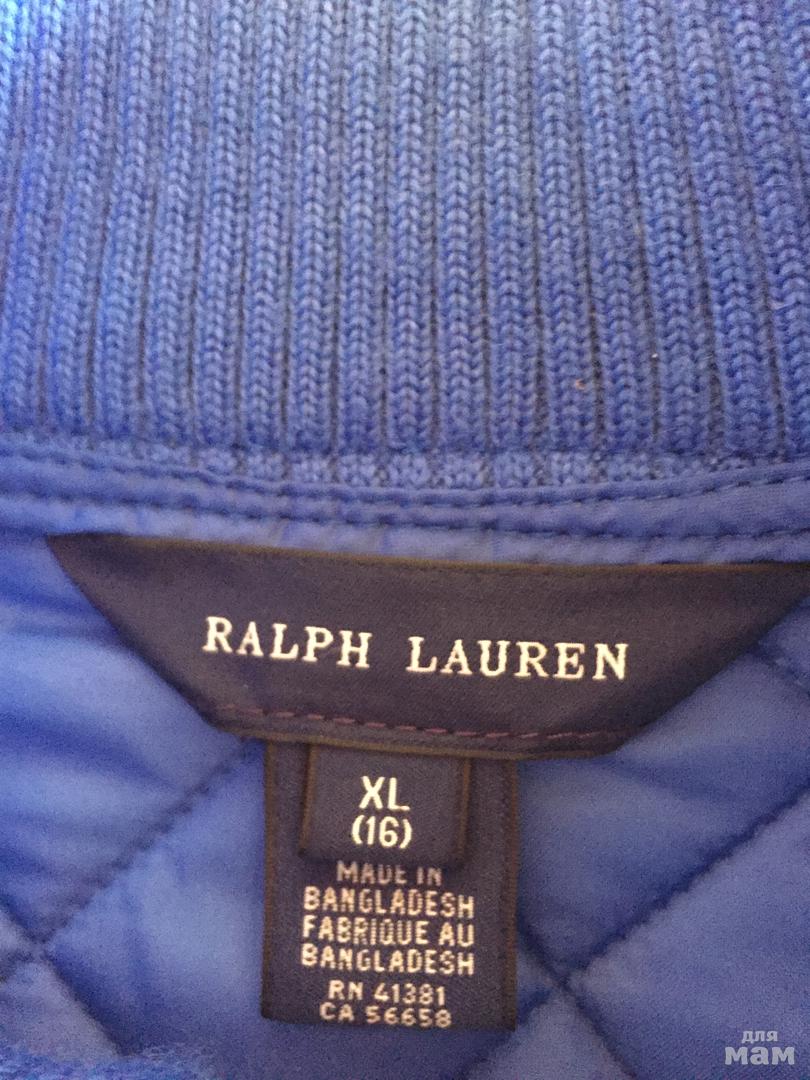 RALPH LAUREN
XL
(16)
MADE IN
BANGLADESH
FABRIQUE AU
BANGLADESH
RN 41381
CA 56658
для
мам